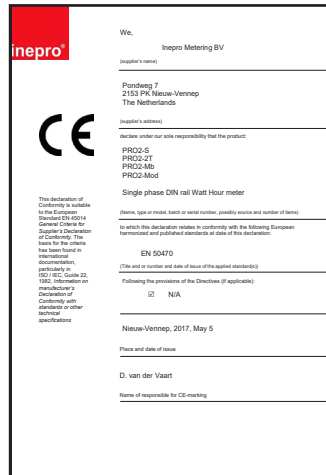 inepro®
CE
This declaration of
Conformity is suitable
to the European
Standard EN 45014
General Criteria for
Supplier's Declaration
of Conformity. The
basis for the criteria
has been found in
international
documentation,
particularly in
ISO / IEC, Guide 22,
1982, Information on
manufacturer's
Declaration of
Conformity with
standards or other
technical
specifications
We,
Inepro Metering BV
(supplier's name)
Pondweg 7
2153 PK Nieuw-Vennep
The Netherlands
(supplier's address)
declare under our sole responsibility that the product:
PRO2-S
PRO2-2T
PRO2-Mb
PRO2-Mod
Single phase DIN rail Watt Hour meter
(Name, type or model, batch or serial number, possibly source and number of items)
to which this declaration relates in conformity with the following European
harmonized and published standards at date of this declaration:
EN 50470
(Title and or number and date of issue of the applied standard(s))
Following the provisions of the Directives (if applicable):
☑ N/A
Nieuw-Vennep, 2017, May 5
Place and date of issue
D. van der Vaart
Name of responsible for CE-marking